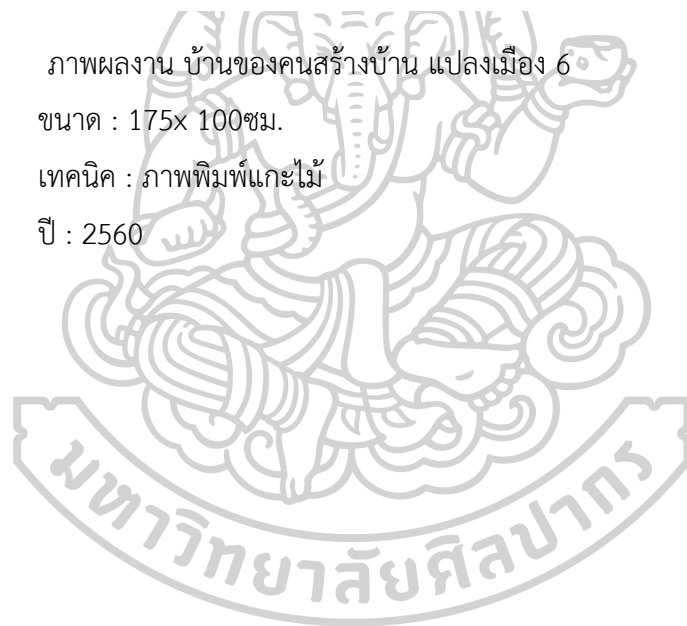 ภาพผลงาน บ้านของคนสร้างบ้าน แปลงเมือง 6
ขนาด : 175x 100ซม.
เทคนิค : ภาพพิมพ์แกะไม้
ปี : 2560
มหาวิทยาลัยศิลปากร